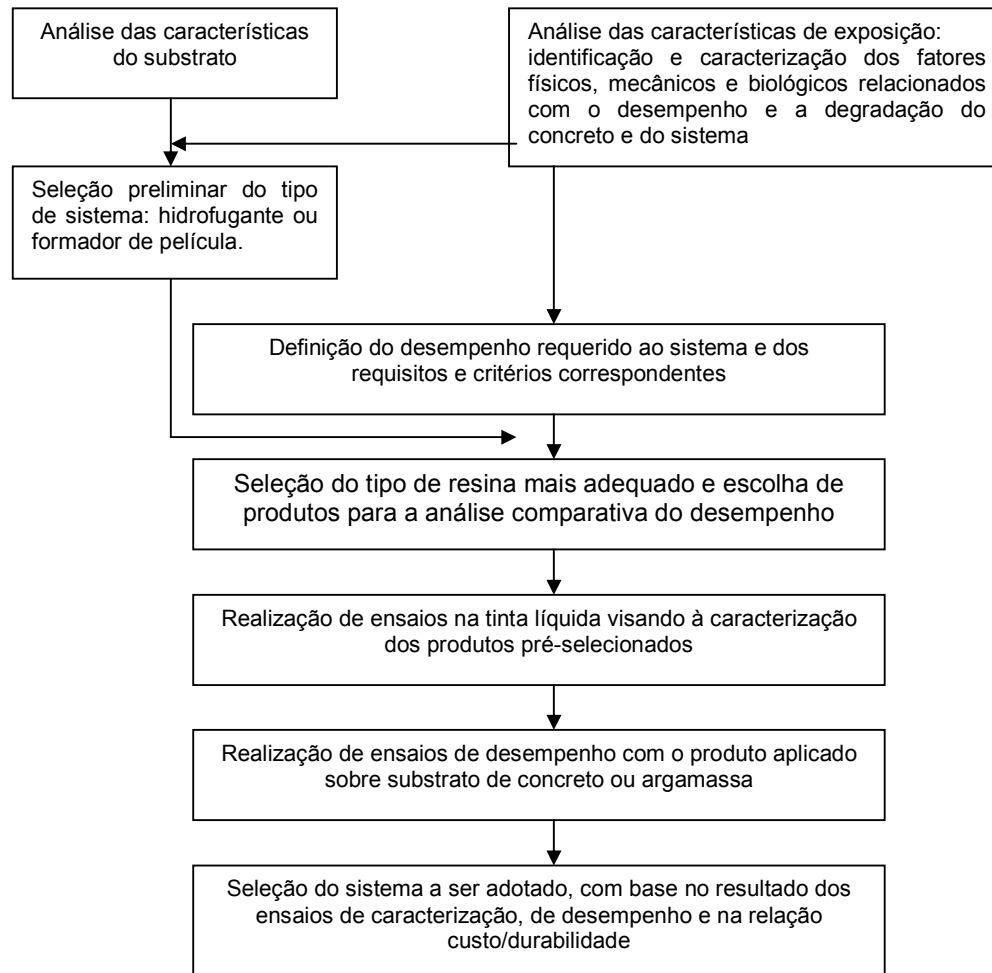 Análise das características
do substrato
Análise das características de exposição:
identificação e caracterização dos fatores
físicos, mecânicos e biológicos relacionados
com o desempenho e a degradação do
concreto e do sistema
Seleção preliminar do tipo
de sistema: hidrofugante ou
formador de película.
Definição do desempenho requerido ao sistema e dos
requisitos e critérios correspondentes
Seleção do tipo de resina mais adequado e escolha de
produtos para a análise comparativa do desempenho
Realização de ensaios na tinta líquida visando à caracterização
dos produtos pré-selecionados
Realização de ensaios de desempenho com o produto aplicado
sobre substrato de concreto ou argamassa
Seleção do sistema a ser adotado, com base no resultado dos
ensaios de caracterização, de desempenho e na relação
custo/durabilidade